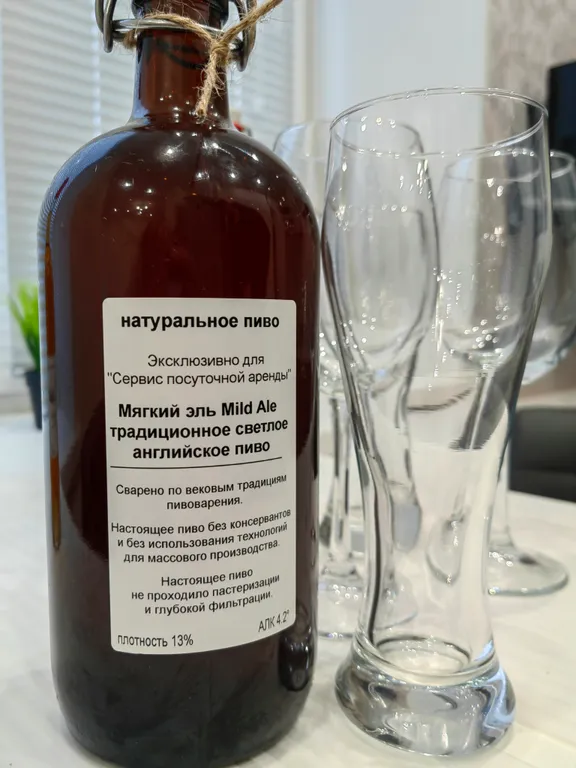 натуральное пиво
Эксклюзивно для
"Сервис посуточной аренды"
Мягкий эль Mild Ale
традиционное светлое
английское пиво
Сварено по вековым традициям
пивоварения.
Настоящее пиво без консервантов
и без использования технологий
для массового производства.
Настоящее пиво
не проходило пастеризации
и глубокой фильтрации.
плотность 13% АЛК 4.2°